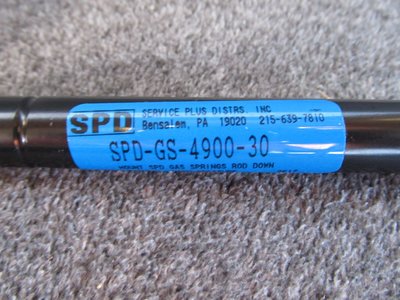 SPD
SERVICE PLUS DISTRS. INC
Bensalem, PA 19020 215-639-7810
SPD-GS-4900-30
MOUNT SPD GAS SPRINGS ROD DOWN